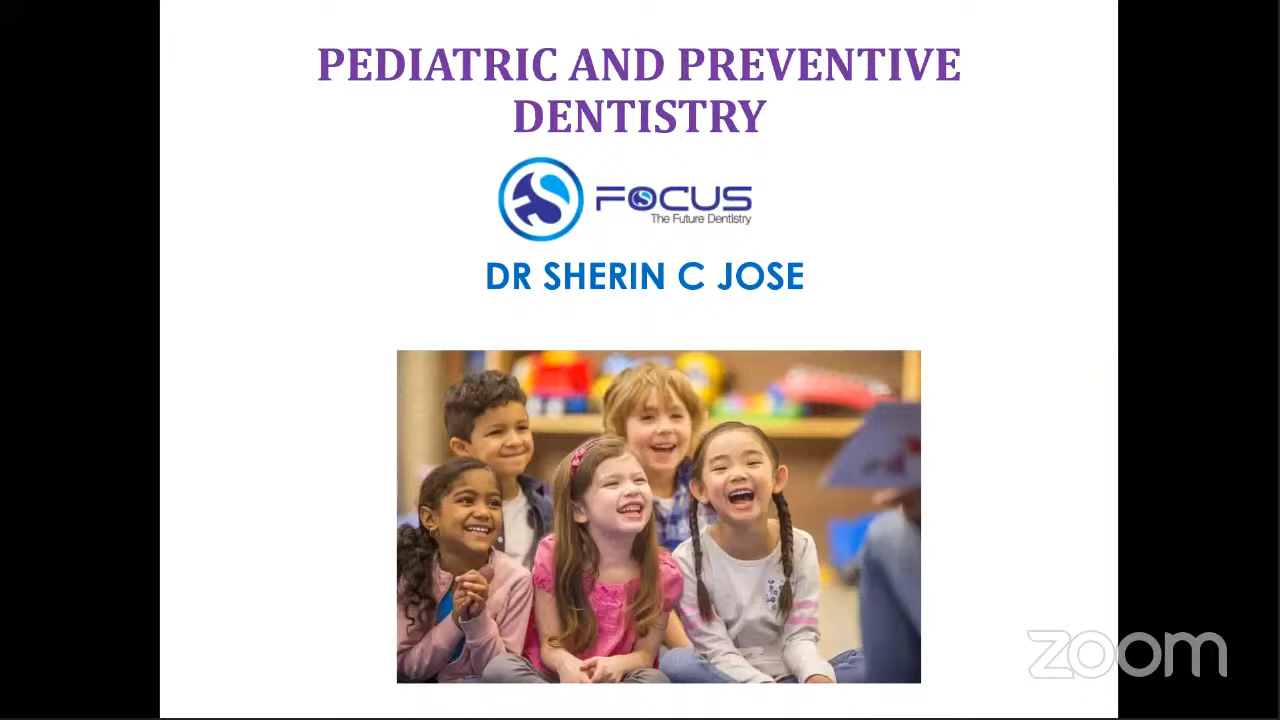 PEDIATRIC AND PREVENTIVE
DENTISTRY
FOCUS
The Future Dentistry
DR SHERIN C JOSE
zoom